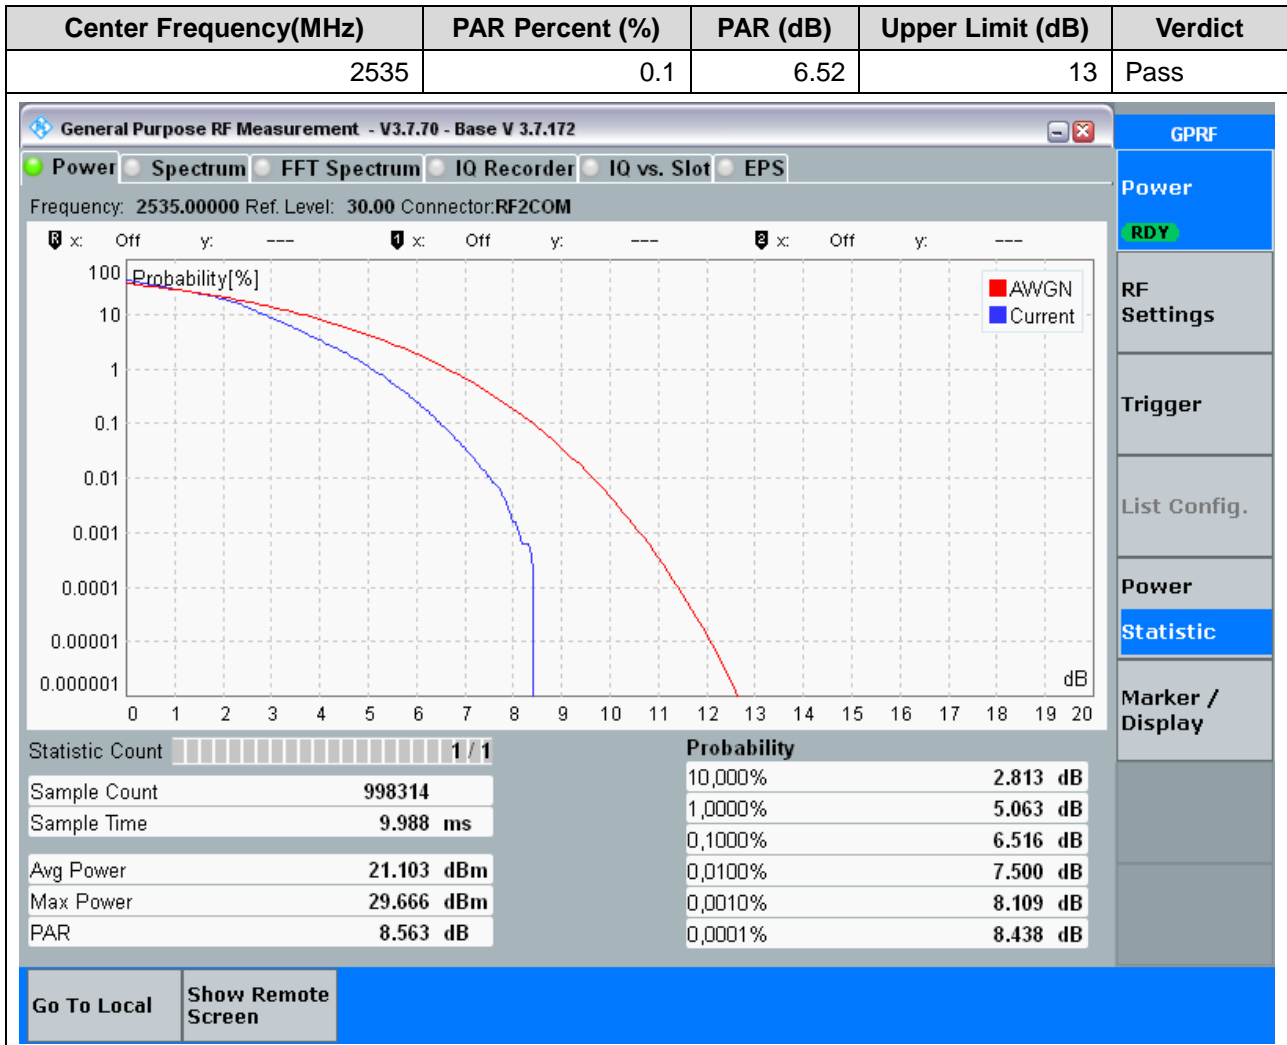 Center Frequency(MHz) PAR Percent (%) PAR (dB) Upper Limit (dB) Verdict
2535 0.1 6.52 13 Pass
General Purpose RF Measurement - V3.7.70 - Base V 3.7.172
GPRF
Power Spectrum FFT Spectrum IQ Recorder IQ vs. Slot EPS
Power
RDY
Frequency: 2535.00000 Ref. Level: 30.00 Connector:RF2COM
R x: Off y: --- 1 x: Off y: --- 2 x: Off y: ---
Probability[%]
AWGN
Current
100
10
1
0.1
0.01
0.001
0.0001
0.00001
0.000001
dB
0 1 2 3 4 5 6 7 8 9 10 11 12 13 14 15 16 17 18 19 20
RF
Settings
Trigger
List Config.
Power
Statistic
Marker /
Display
Statistic Count 1 / 1
Sample Count 998314
Sample Time 9.988 ms
Avg Power 21.103 dBm
Max Power 29.666 dBm
PAR 8.563 dB
Probability
10,000% 2.813 dB
1,0000% 5.063 dB
0,1000% 6.516 dB
0,0100% 7.500 dB
0,0010% 8.109 dB
0,0001% 8.438 dB
Go To Local
Show Remote
Screen